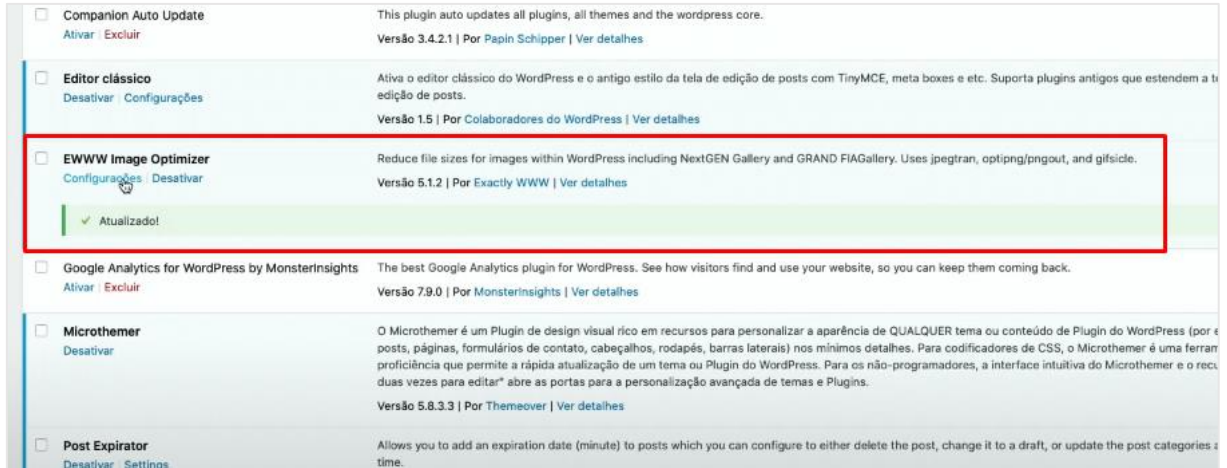 Companion Auto Update
This plugin auto updates all plugins, all themes and the wordpress core.
Ativar | Excluir
Versão 3.4.2.1 | Por Papin Schipper | Ver detalhes
Editor clássico
Ativa o editor clássico do WordPress e o antigo estilo da tela de edição de posts com TinyMCE, meta boxes e etc. Suporta plugins antigos que estendem a
Desativar | Configurações
edição de posts.
Versão 1.5 | Por Colaboradores do WordPress | Ver detalhes
EWWW Image Optimizer
Reduce file sizes for images within WordPress including NextGEN Gallery and GRAND FlAGallery. Uses jpegtran, optipng/pngout, and gifsicle.
Configurações | Desativar
Versão 5.1.2 | Por Exactly WWW | Ver detalhes
✓ Atualizado!
Google Analytics for WordPress by MonsterInsights
The best Google Analytics plugin for WordPress. See how visitors find and use your website, so you can keep them coming back.
Ativar | Excluir
Versão 7.9.0 | Por MonsterInsights | Ver detalhes
Microthemer
O Microthemer é um Plugin de design visual rico em recursos para personalizar a aparência de QUALQUER tema ou conteúdo de Plugin do WordPress (por
Desativar
posts, páginas, formulários de contato, cabeçalhos, rodapés, barras laterais) nos mínimos detalhes. Para codificadores de CSS, o Microthemer é uma
proficiência que permite a rápida atualização de um tema ou Plugin do WordPress. Para os não-programadores, a interface intuitiva do Microthemer e o
duas vezes para editar" abre as portas para a personalização avançada de temas e Plugins.
Versão 5.8.3.3 | Por Themeover | Ver detalhes
Post Expirator
Allows you to add an expiration date (minute) to posts which you can configure to either delete the post, change it to a draft, or update the post categories
Desativar | Settings
time.